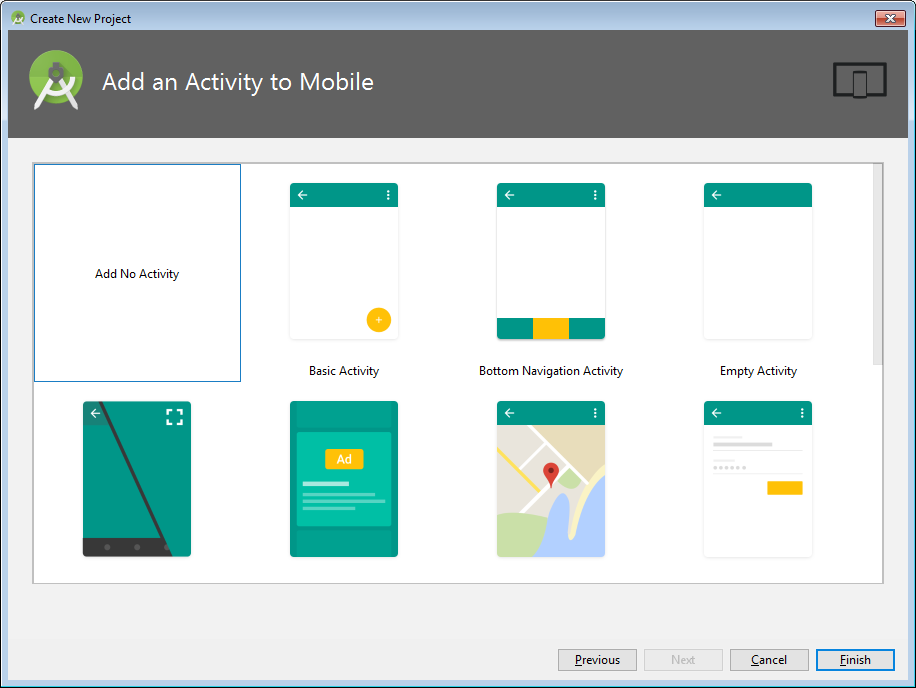 Create New Project
Add an Activity to Mobile
Add No Activity
Basic Activity
Bottom Navigation Activity
Empty Activity
Ad
Previous
Next
Cancel
Finish